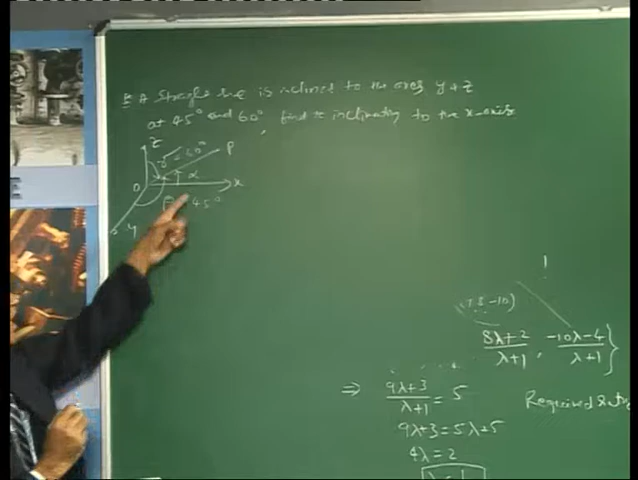 A straight line is inclined to the axes y & z
at 45° and 60°, find its inclination to the x-axis
z
γ = 60°
P
α
O
x
β = 45°
y
(7, 5, -10)
8λ+2/λ+1, -10λ-4/λ+1}
⇒ 9λ+3/λ+1 = 5
Required
9λ+3 = 5λ+5
4λ = 2
E